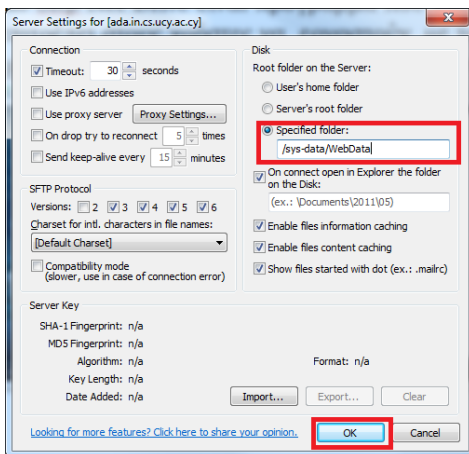 Server Settings for [ada.in.cs.ucy.ac.cy]
Connection
Timeout: 30 seconds
Use IPv6 addresses
Use proxy server Proxy Settings...
On drop try to reconnect 5 times
Send keep-alive every 15 minutes
SFTP Protocol
Versions: 2 3 4 5 6
Charset for intl. characters in file names:
[Default Charset]
Compatibility mode
(slower, use in case of connection error)
Disk
Root folder on the Server:
User's home folder
Server's root folder
Specified folder:
/sys-data/WebData
On connect open in Explorer the folder
on the Disk:
(ex.: \Documents\2011\05)
Enable files information caching
Enable files content caching
Show files started with dot (ex.: .mailrc)
Server Key
SHA-1 Fingerprint: n/a
MD5 Fingerprint: n/a
Algorithm: n/a
Format: n/a
Key Length: n/a
Date Added: n/a
Import... Export... Clear
Looking for more features? Click here to share your opinion.
OK Cancel